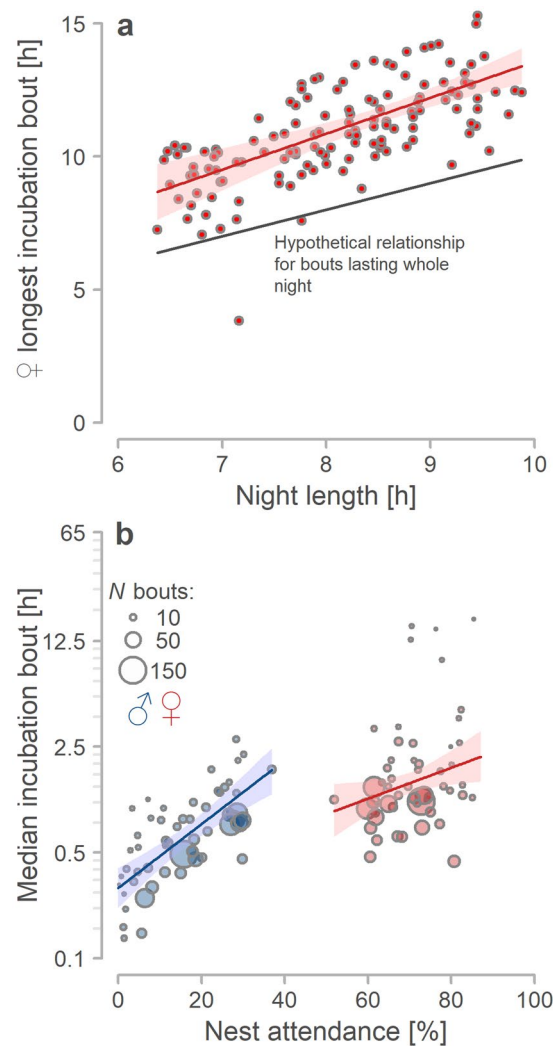 a
15
10
5
0
♀ longest incubation bout [h]
Hypothetical relationship
for bouts lasting whole
night
6 7 8 9 10
Night length [h]
b
65
12.5
2.5
0.5
0.1
Median incubation bout [h]
N bouts:
10
50
150
♂ ♀
0 20 40 60 80 100
Nest attendance [%]